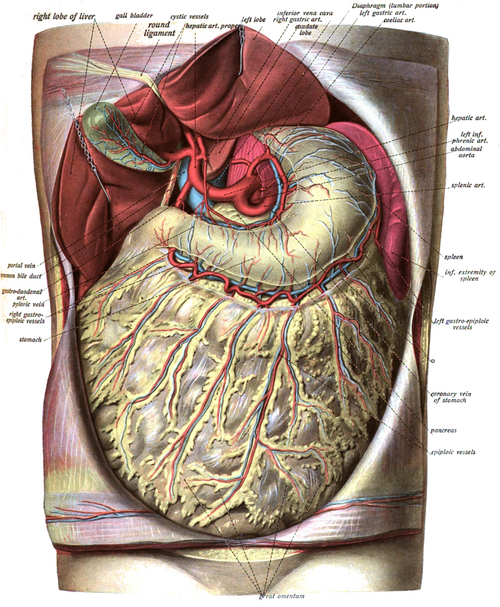 right lobe of liver
gall bladder
round
ligament
cystic vessels
hepatic art. proper
left lobe
inferior vena cava
right gastric art.
caudate
lobe
Diaphragm (lumbar portion)
left gastric art.
coeliac art.
hepatic art.
left inf.
phrenic art.
abdominal
aorta
splenic art.
spleen
inf. extremity of
spleen
left gastro-epiploic
vessels
coronary vein
of stomach
pancreas
epiploic vessels
portal vein
bile duct
gastro-duodenal
art.
pyloric vein
right gastro-
epiploic vessels
stomach
great omentum